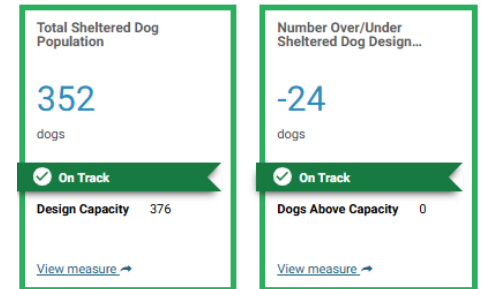 Total Sheltered Dog
Population
352
dogs
On Track
Design Capacity 376
View measure
Number Over/Under
Sheltered Dog Design...
-24
dogs
On Track
Dogs Above Capacity 0
View measure